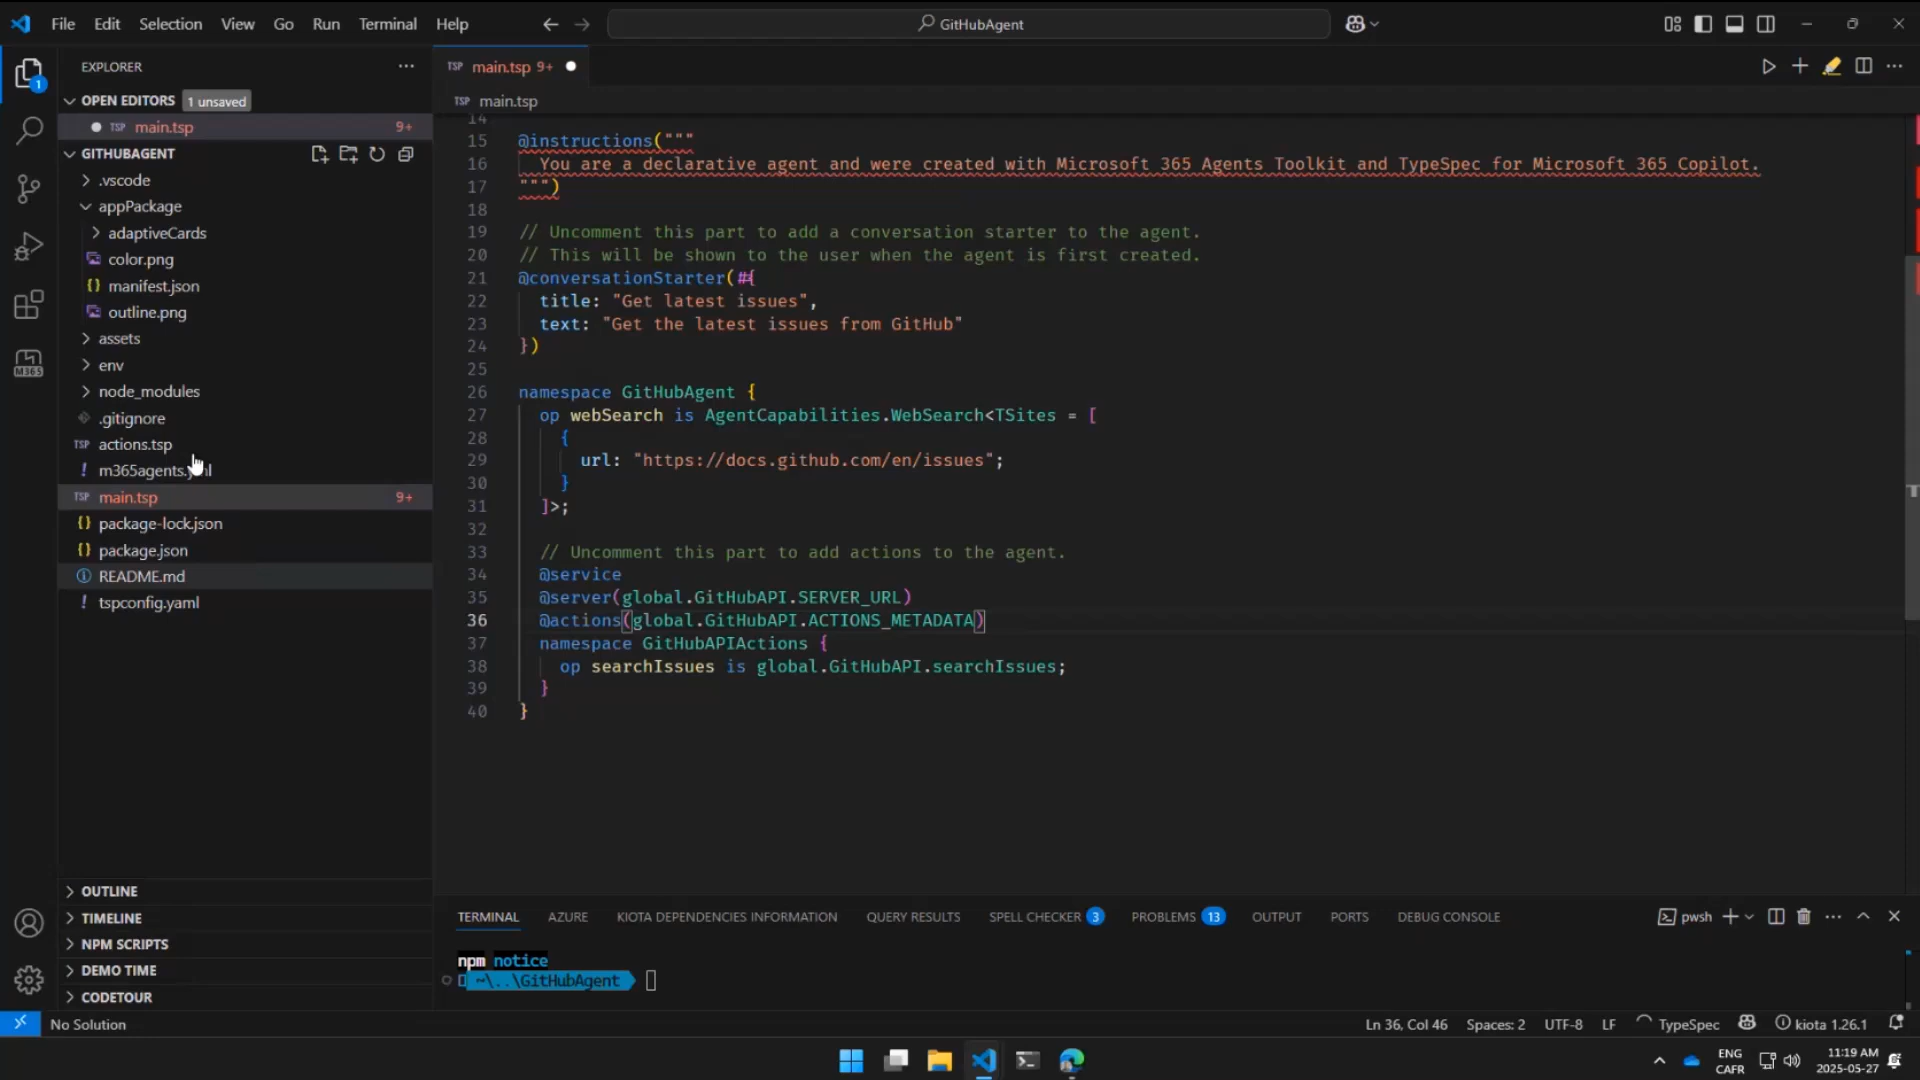 File Edit Selection View Go Run Terminal Help
GitHubAgent
EXPLORER
OPEN EDITORS 1 unsaved
TSP main.tsp 9+
GITHUBAGENT
.vscode
appPackage
adaptiveCards
color.png
{} manifest.json
outline.png
assets
env
node_modules
.gitignore
TSP actions.tsp
! m365agents.
TSP main.tsp 9+
{} package-lock.json
{} package.json
README.md
! tspconfig.yaml
OUTLINE
TIMELINE
NPM SCRIPTS
DEMO TIME
CODETOUR
M365
1
TSP main.tsp 9+
TSP main.tsp
14
15 @instructions("""
16 You are a declarative agent and were created with Microsoft 365 Agents Toolkit and TypeSpec for Microsoft 365 Copilot.
17 """)
18
19 // Uncomment this part to add a conversation starter to the agent.
20 // This will be shown to the user when the agent is first created.
21 @conversationStarter(#{
22 title: "Get latest issues",
23 text: "Get the latest issues from GitHub"
24 })
25
26 namespace GitHubAgent {
27 op webSearch is AgentCapabilities.WebSearch<TSites = [
28 {
29 url: "https://docs.github.com/en/issues";
30 }
31 ]>;
32
33 // Uncomment this part to add actions to the agent.
34 @service
35 @server(global.GitHubAPI.SERVER_URL)
36 @actions(global.GitHubAPI.ACTIONS_METADATA)
37 namespace GitHubAPIActions {
38 op searchIssues is global.GitHubAPI.searchIssues;
39 }
40 }
TERMINAL AZURE KIOTA DEPENDENCIES INFORMATION QUERY RESULTS SPELL CHECKER 3 PROBLEMS 13 OUTPUT PORTS DEBUG CONSOLE pwsh
npm notice
~\..\GitHubAgent
No Solution
Ln 36, Col 46 Spaces: 2 UTF-8 LF TypeSpec kiota 1.26.1
ENG
CAFR
11:19 AM
2025-05-27